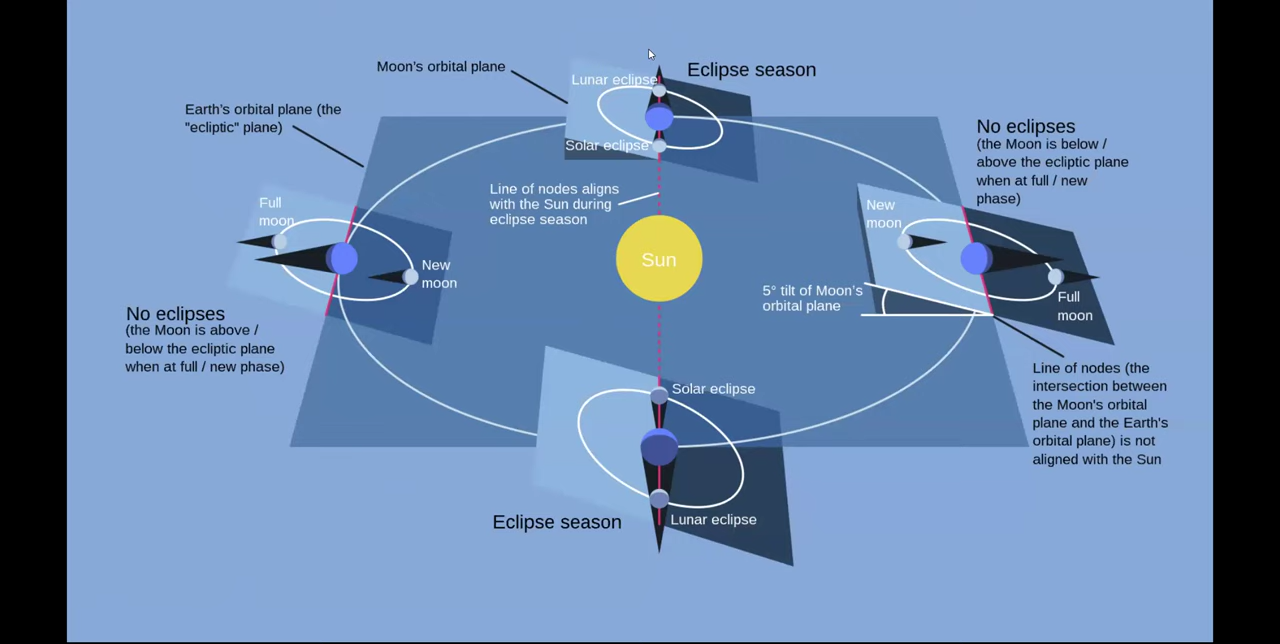 Moon's orbital plane
Eclipse season
Lunar eclipse
Solar eclipse
Earth's orbital plane (the
"ecliptic" plane)
No eclipses
(the Moon is below /
above the ecliptic plane
when at full / new
phase)
Line of nodes aligns
with the Sun during
eclipse season
Full
moon
New
moon
Sun
New
moon
Full
moon
5° tilt of Moon's
orbital plane
No eclipses
(the Moon is above /
below the ecliptic plane
when at full / new phase)
Line of nodes (the
intersection between
the Moon's orbital
plane and the Earth's
orbital plane) is not
aligned with the Sun
Solar eclipse
Lunar eclipse
Eclipse season